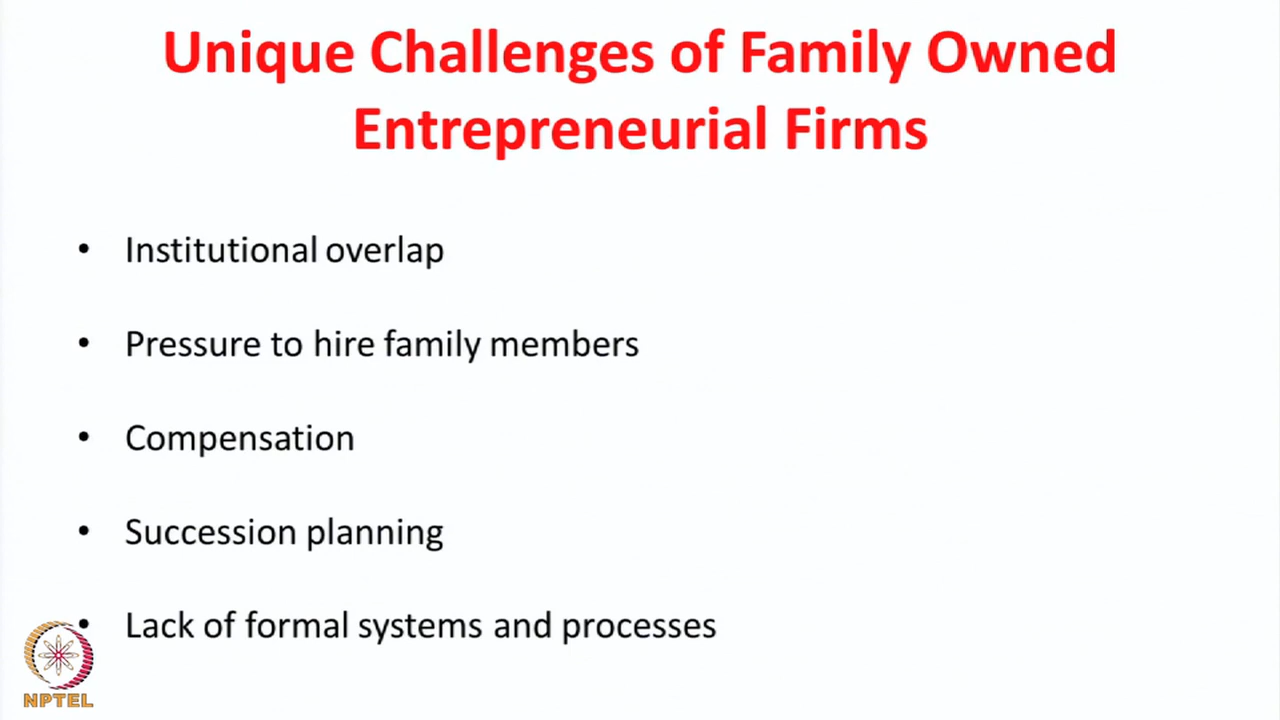 Unique Challenges of Family Owned
Entrepreneurial Firms
• Institutional overlap
• Pressure to hire family members
• Compensation
• Succession planning
• Lack of formal systems and processes
NPTEL